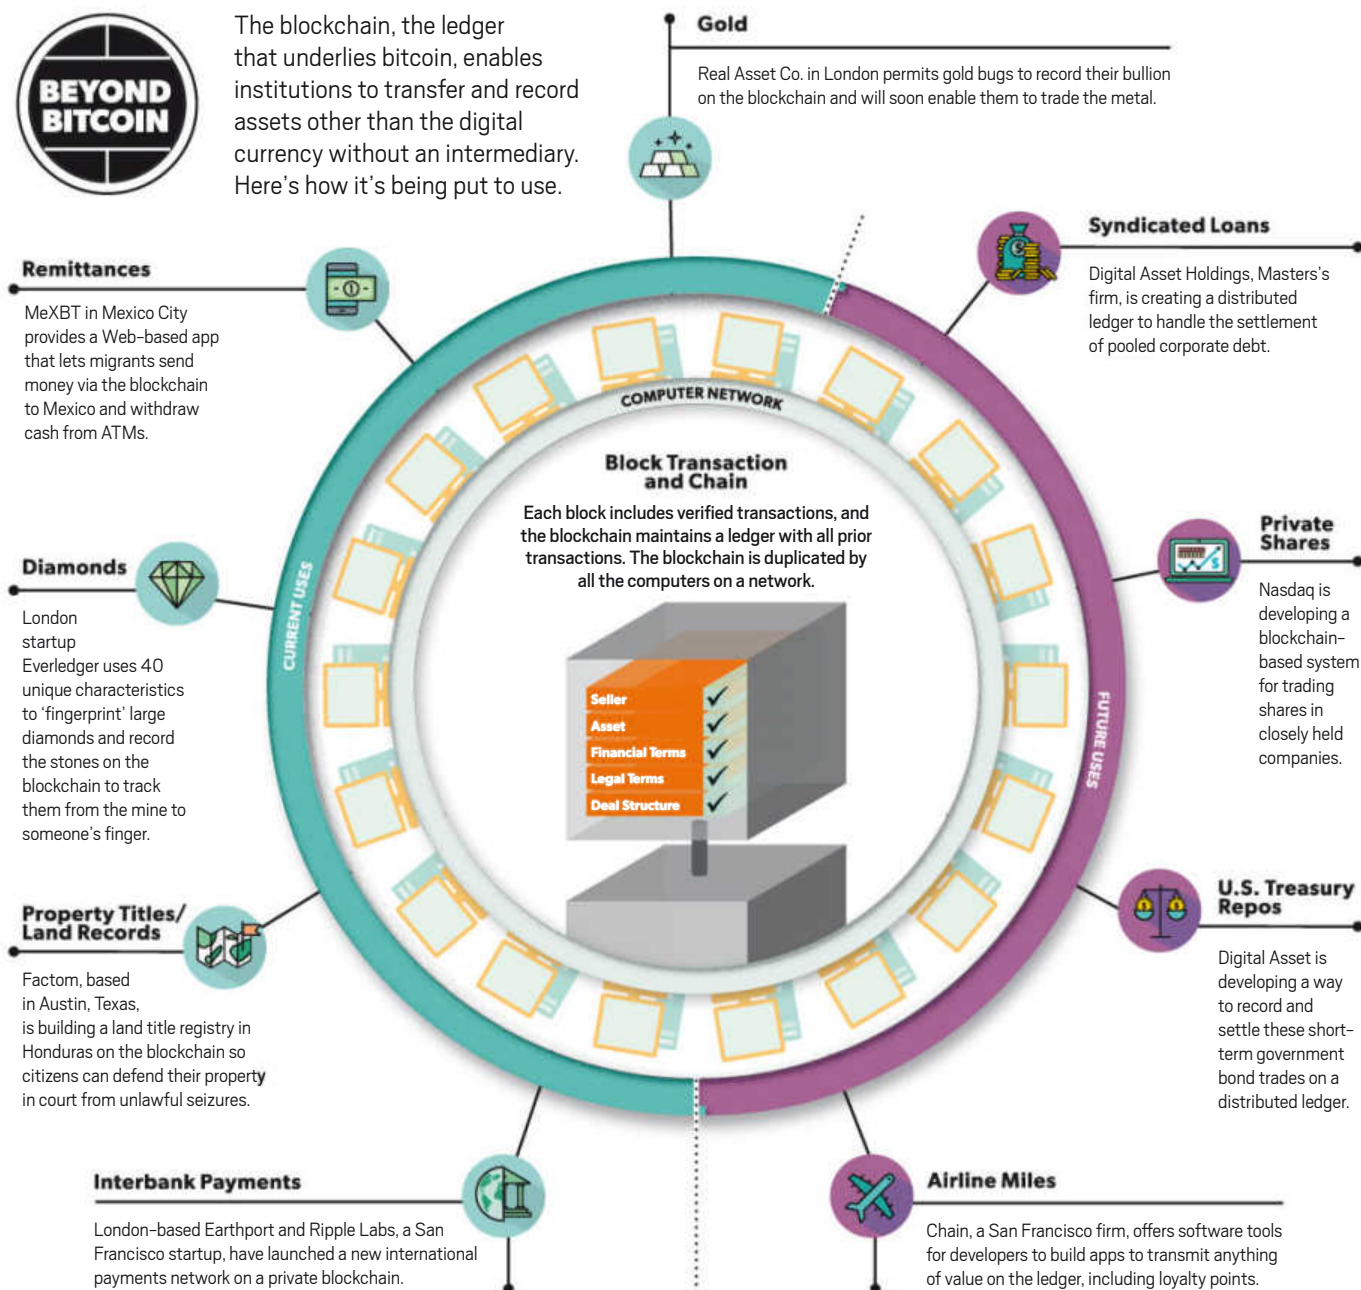 BEYOND
BITCOIN
The blockchain, the ledger
that underlies bitcoin, enables
institutions to transfer and record
assets other than the digital
currency without an intermediary.
Here's how it's being put to use.
Gold
Real Asset Co. in London permits gold bugs to record their bullion
on the blockchain and will soon enable them to trade the metal.
Syndicated Loans
Digital Asset Holdings, Masters's
firm, is creating a distributed
ledger to handle the settlement
of pooled corporate debt.
Remittances
MeXBT in Mexico City
provides a Web-based app
that lets migrants send
money via the blockchain
to Mexico and withdraw
cash from ATMs.
COMPUTER NETWORK
Block Transaction
and Chain
Each block includes verified transactions, and
the blockchain maintains a ledger with all prior
transactions. The blockchain is duplicated by
all the computers on a network.
Seller
Asset
Financial Terms
Legal Terms
Deal Structure
CURRENT USES
FUTURE USES
Private
Shares
Nasdaq is
developing a
blockchain-
based system
for trading
shares in
closely held
companies.
Diamonds
London
startup
Everledger uses 40
unique characteristics
to 'fingerprint' large
diamonds and record
the stones on the
blockchain to track
them from the mine to
someone's finger.
U.S. Treasury
Repos
Digital Asset is
developing a way
to record and
settle these short-
term government
bond trades on a
distributed ledger.
Property Titles/
Land Records
Factom, based
in Austin, Texas,
is building a land title registry in
Honduras on the blockchain so
citizens can defend their property
in court from unlawful seizures.
Interbank Payments
London-based Earthport and Ripple Labs, a San
Francisco startup, have launched a new international
payments network on a private blockchain.
Airline Miles
Chain, a San Francisco firm, offers software tools
for developers to build apps to transmit anything
of value on the ledger, including loyalty points.